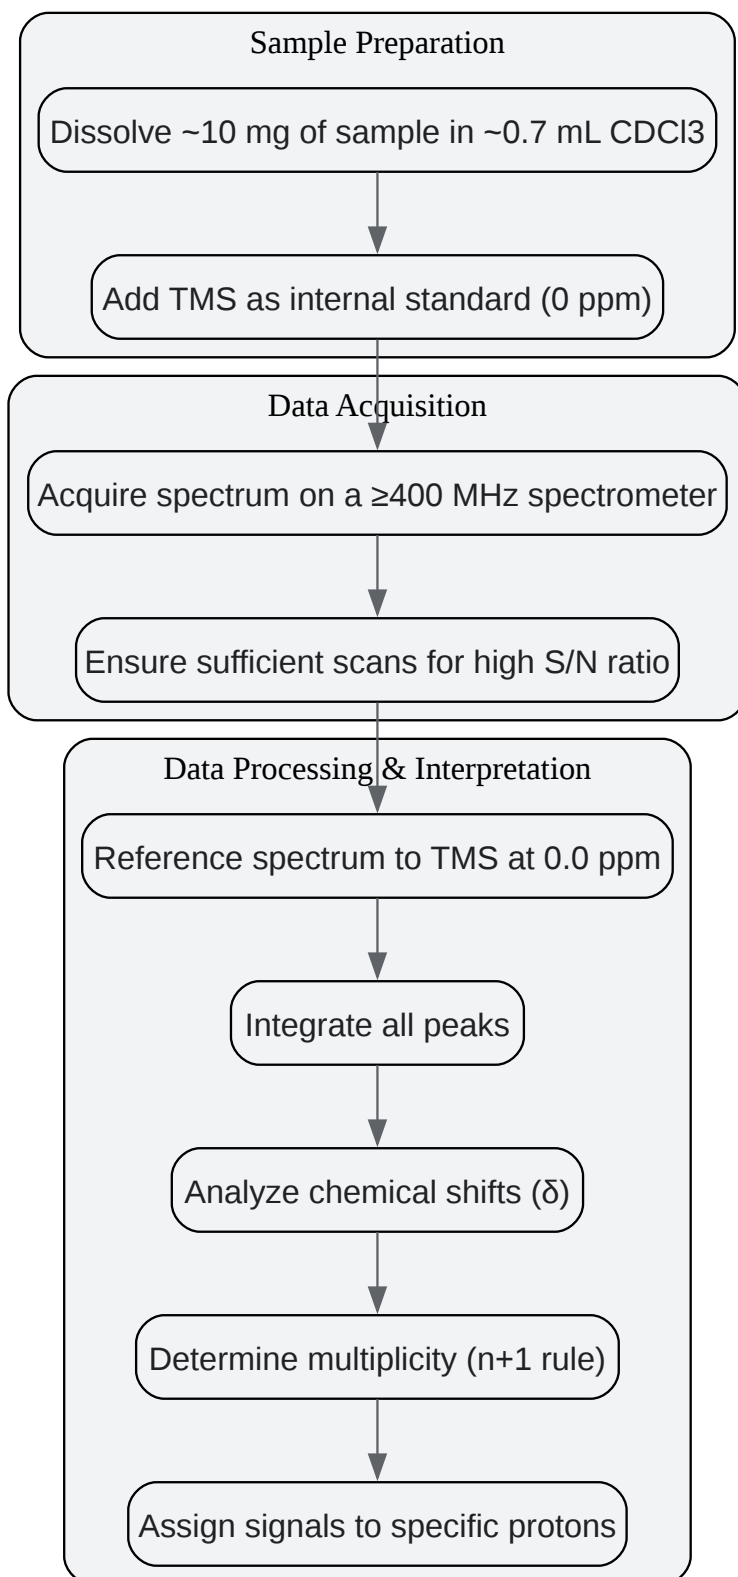 Sample Preparation
Dissolve ~10 mg of sample in ~0.7 mL CDCl3
Add TMS as internal standard (0 ppm)
Data Acquisition
Acquire spectrum on a ≥400 MHz spectrometer
Ensure sufficient scans for high S/N ratio
Data Processing & Interpretation
Reference spectrum to TMS at 0.0 ppm
Integrate all peaks
Analyze chemical shifts (δ)
Determine multiplicity (n+1 rule)
Assign signals to specific protons